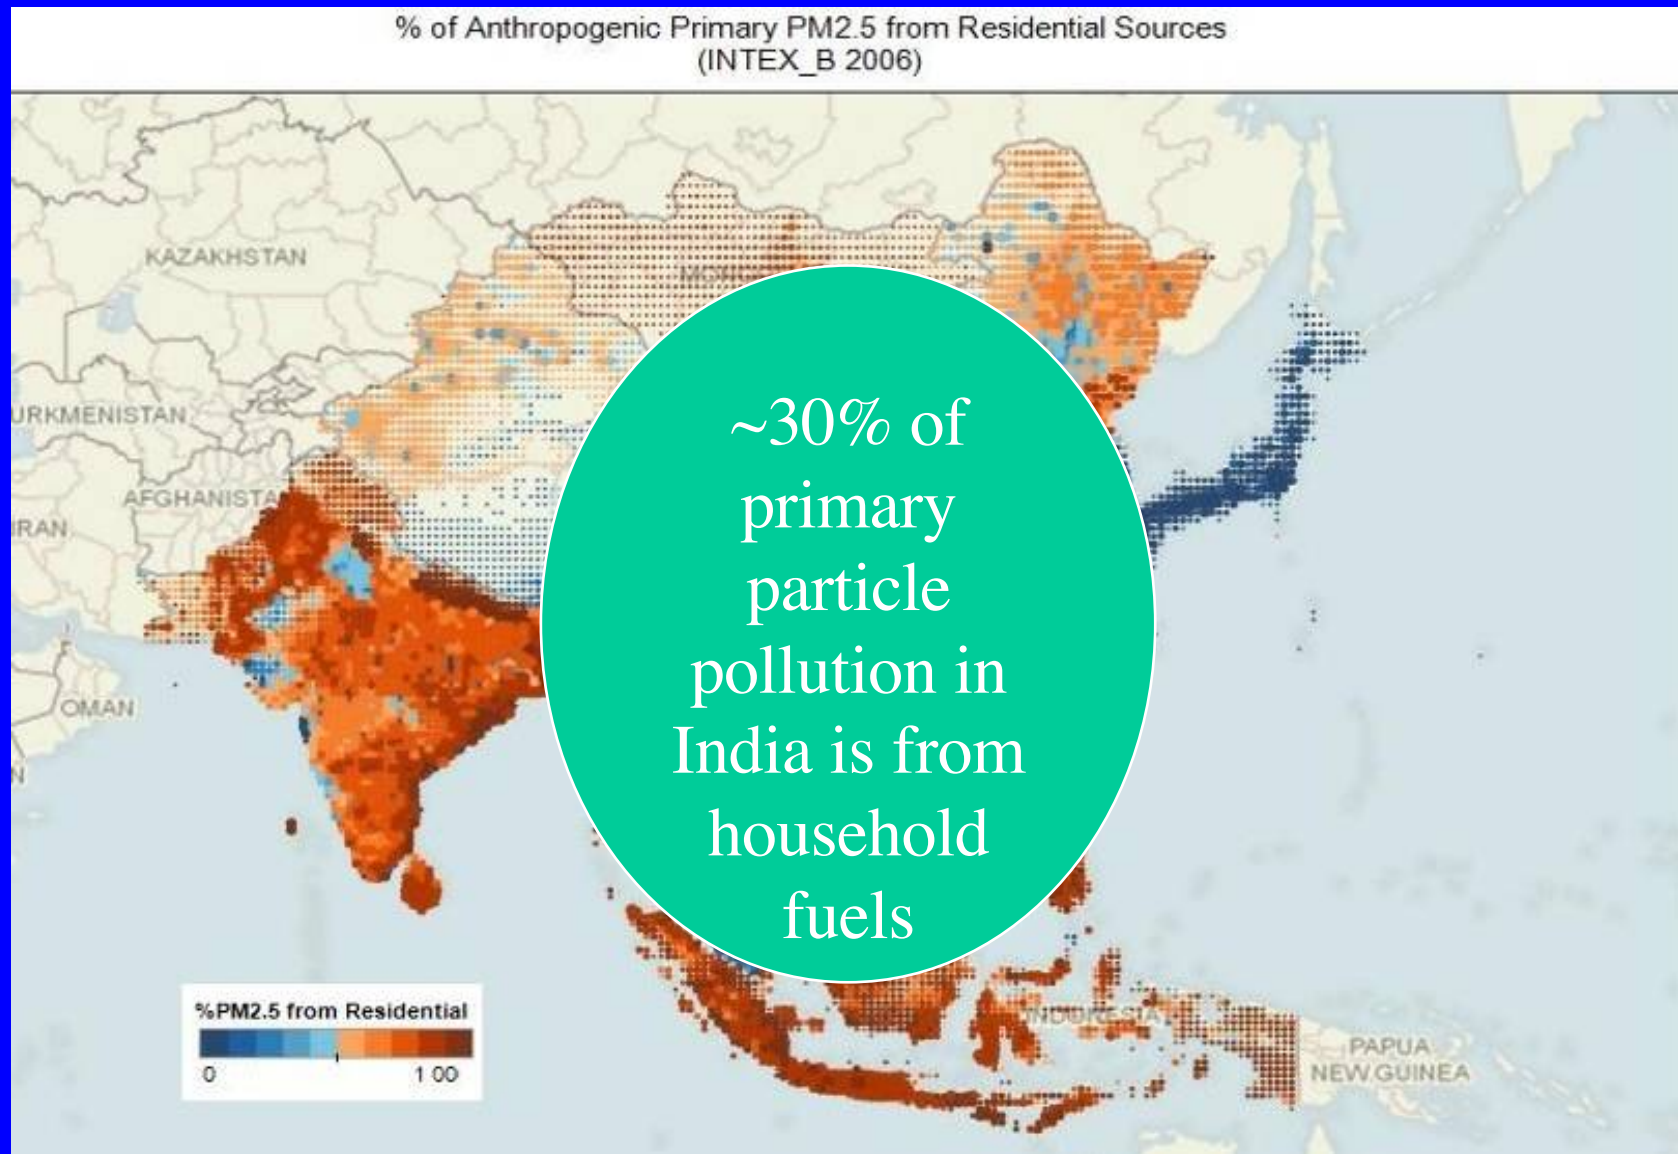 % of Anthropogenic Primary PM2.5 from Residential Sources
(INTEX_B 2006)
KAZAKHSTAN
URKMENISTAN
AFGHANISTA
IRAN
OMAN
N
~30% of
primary
particle
pollution in
India is from
household
fuels
INDONESIA
PAPUA
NEW GUINEA
%PM2.5 from Residential
0 1 00